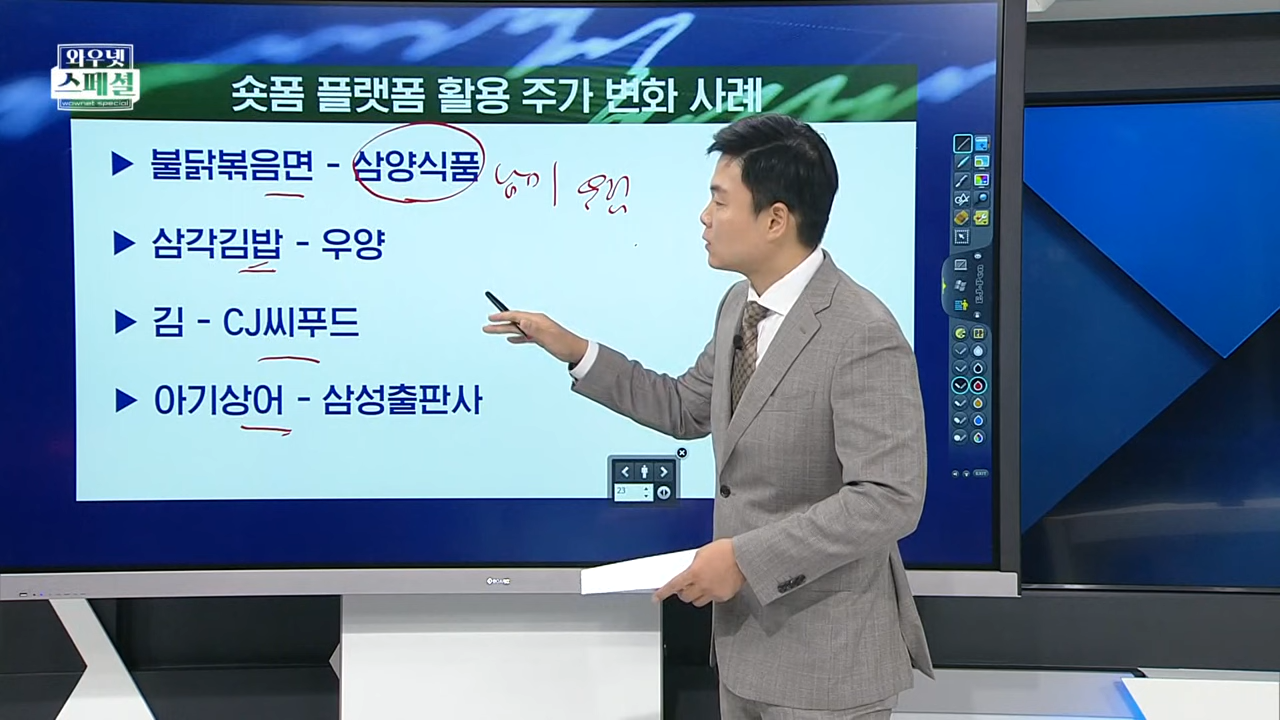 와우넷
스페셜
wownet special
숏폼 플랫폼 활용 주가 변화 사례
▶ 불닭볶음면 - 삼양식품
▶ 삼각김밥 - 우양
▶ 김 - CJ씨푸드
▶ 아기상어 - 삼성출판사
23